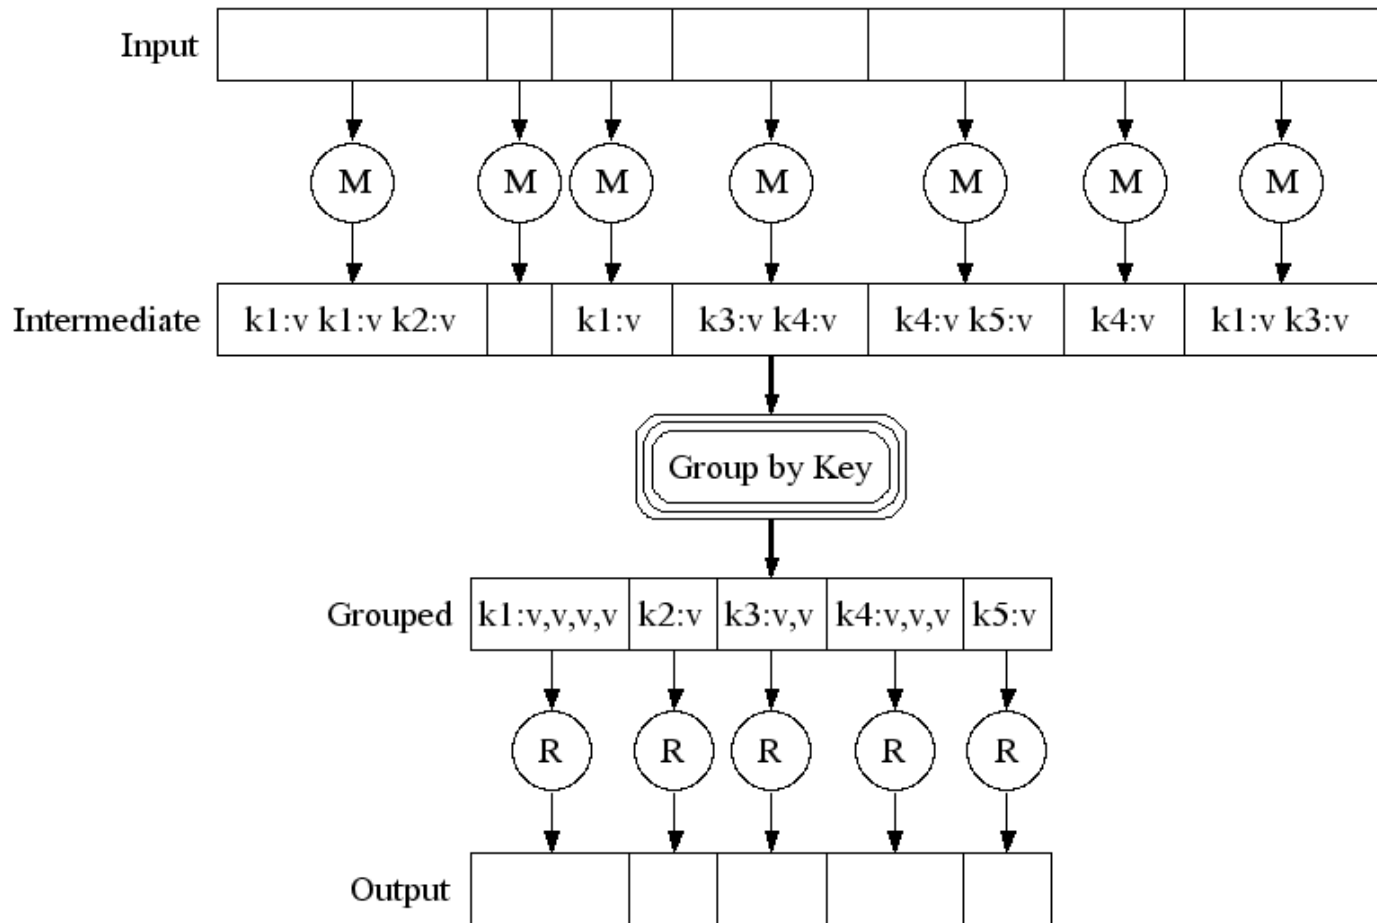 Input
M M M M M M M
Intermediate k1:v k1:v k2:v k1:v k3:v k4:v k4:v k5:v k4:v k1:v k3:v
Group by Key
Grouped k1:v,v,v,v k2:v k3:v,v k4:v,v,v k5:v
R R R R R
Output